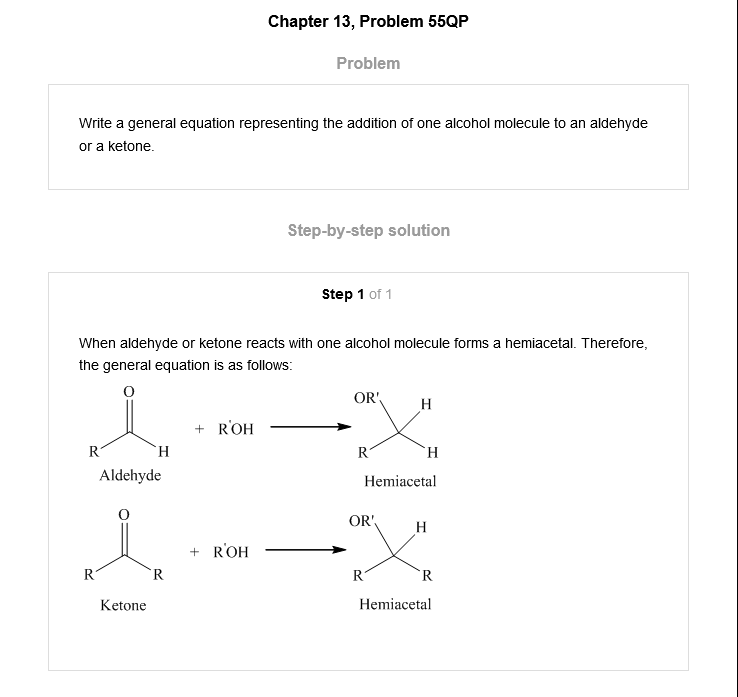 Chapter 13, Problem 55QP
Problem
Write a general equation representing the addition of one alcohol molecule to an aldehyde
or a ketone.
Step-by-step solution
Step 1 of 1
When aldehyde or ketone reacts with one alcohol molecule forms a hemiacetal. Therefore,
the general equation is as follows:
O
OR' H
+ R'OH
R H R H
Aldehyde Hemiacetal
O
OR' H
+ R'OH
R R R R
Ketone Hemiacetal